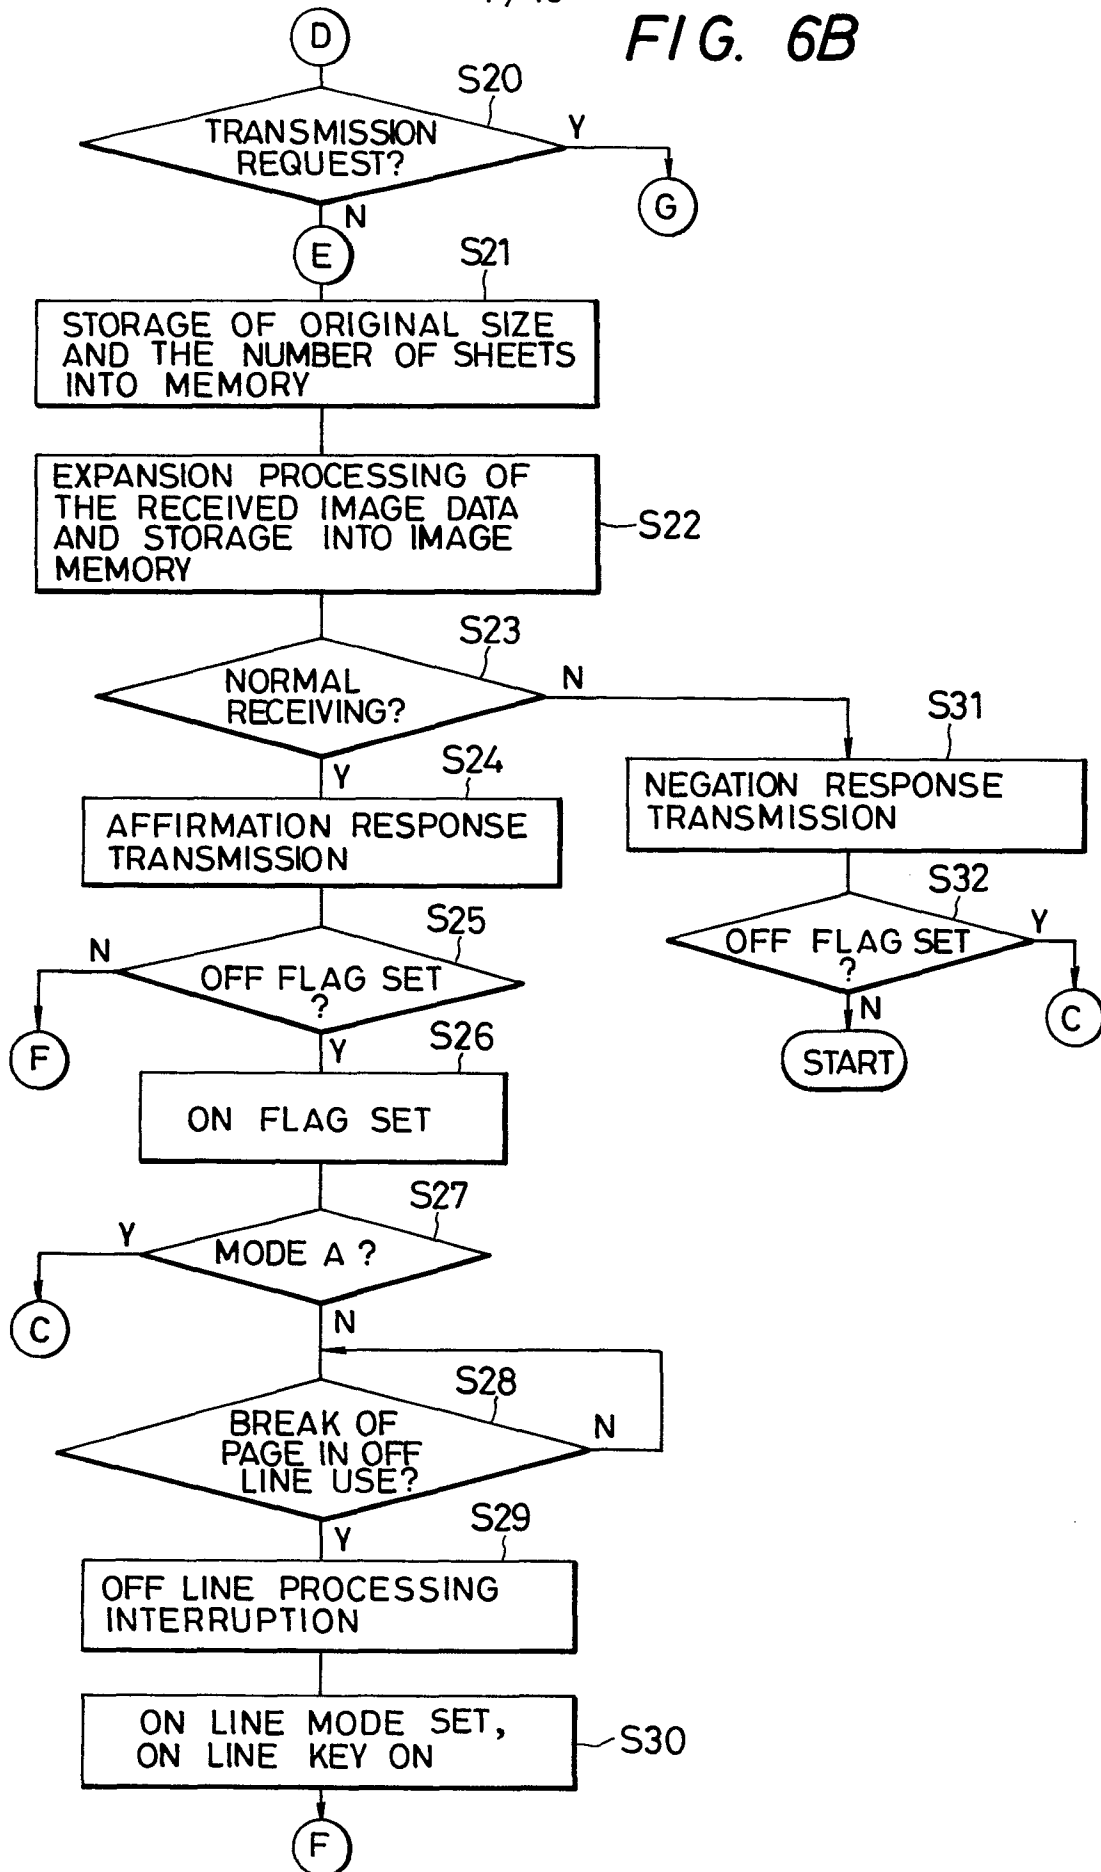 FIG. 6B
D
S20
TRANSMISSION
REQUEST?
Y
G
N
E
S21
STORAGE OF ORIGINAL SIZE
AND THE NUMBER OF SHEETS
INTO MEMORY
EXPANSION PROCESSING OF
THE RECEIVED IMAGE DATA
AND STORAGE INTO IMAGE
MEMORY
S22
S23
NORMAL
RECEIVING?
N
Y
S24
AFFIRMATION RESPONSE
TRANSMISSION
S31
NEGATION RESPONSE
TRANSMISSION
S32
OFF FLAG SET
?
Y
C
N
START
S25
OFF FLAG SET
?
N
F
Y
S26
ON FLAG SET
S27
MODE A ?
Y
C
N
S28
BREAK OF
PAGE IN OFF
LINE USE?
N
Y
S29
OFF LINE PROCESSING
INTERRUPTION
ON LINE MODE SET,
ON LINE KEY ON
S30
F